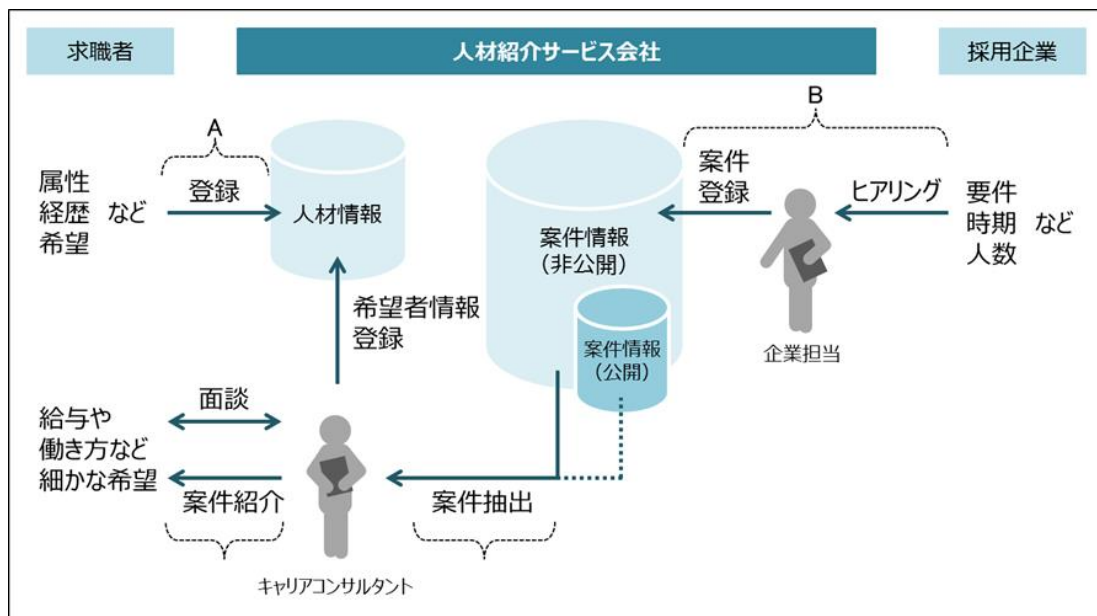 求職者
人材紹介サービス会社
採用企業
A
B
属性
経歴 など
希望
登録
人材情報
案件情報
（非公開）
案件情報
（公開）
案件
登録
ヒアリング
要件
時期 など
人数
企業担当
希望者情報
登録
給与や
働き方など
細かな希望
面談
案件紹介
案件抽出
キャリアコンサルタント